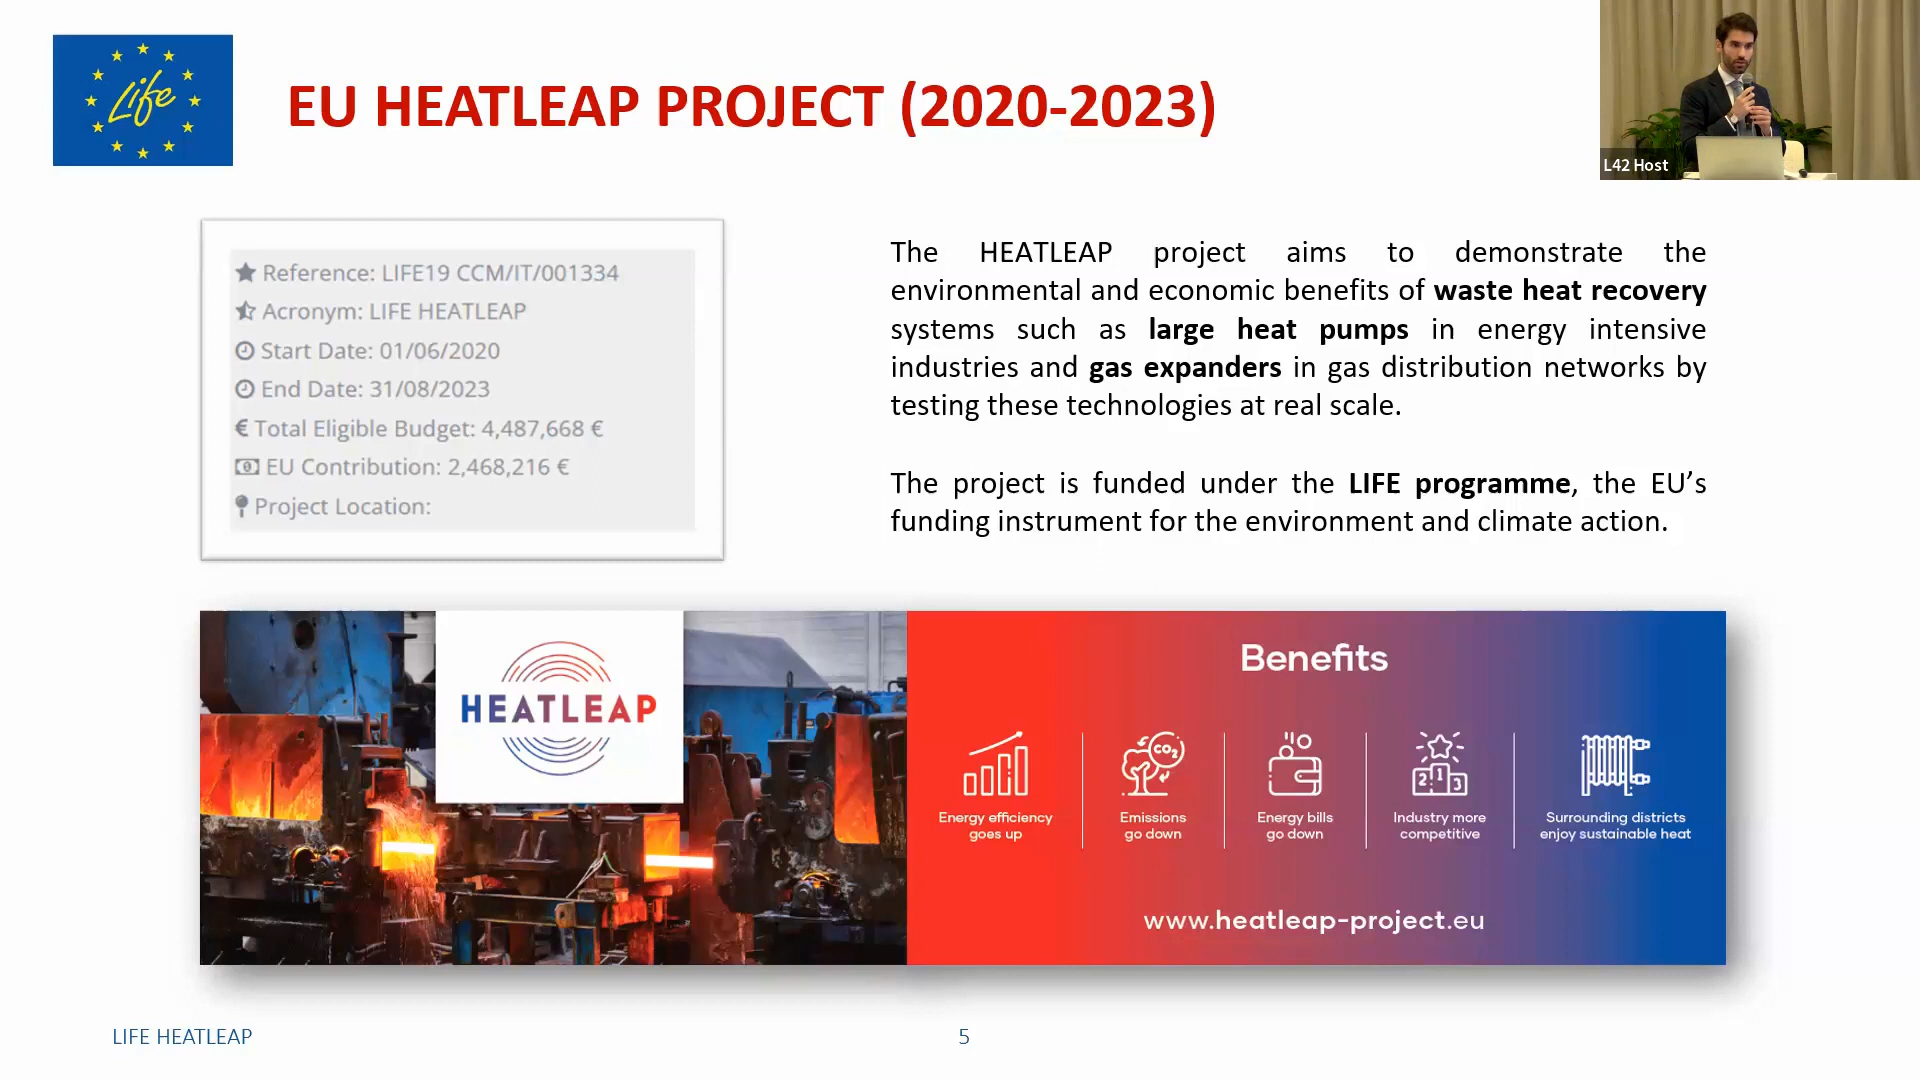 Life
EU HEATLEAP PROJECT (2020-2023)
L42 Host
Reference: LIFE19 CCM/IT/001334
Acronym: LIFE HEATLEAP
Start Date: 01/06/2020
End Date: 31/08/2023
€ Total Eligible Budget: 4,487,668 €
EU Contribution: 2,468,216 €
Project Location:
The HEATLEAP project aims to demonstrate the
environmental and economic benefits of waste heat recovery
systems such as large heat pumps in energy intensive
industries and gas expanders in gas distribution networks by
testing these technologies at real scale.
The project is funded under the LIFE programme, the EU’s
funding instrument for the environment and climate action.
HEATLEAP
Benefits
CO2
2 1 3
Energy efficiency
goes up
Emissions
go down
Energy bills
go down
Industry more
competitive
Surrounding districts
enjoy sustainable heat
www.heatleap-project.eu
LIFE HEATLEAP
5